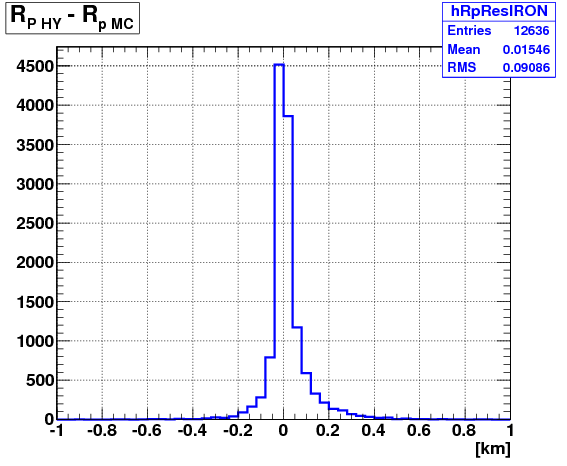 R_P HY - R_p MC
hRpResIRON
Entries 12636
Mean 0.01546
RMS 0.09086
4500
4000
3500
3000
2500
2000
1500
1000
500
0
-1 -0.8 -0.6 -0.4 -0.2 0 0.2 0.4 0.6 0.8 1
[km]